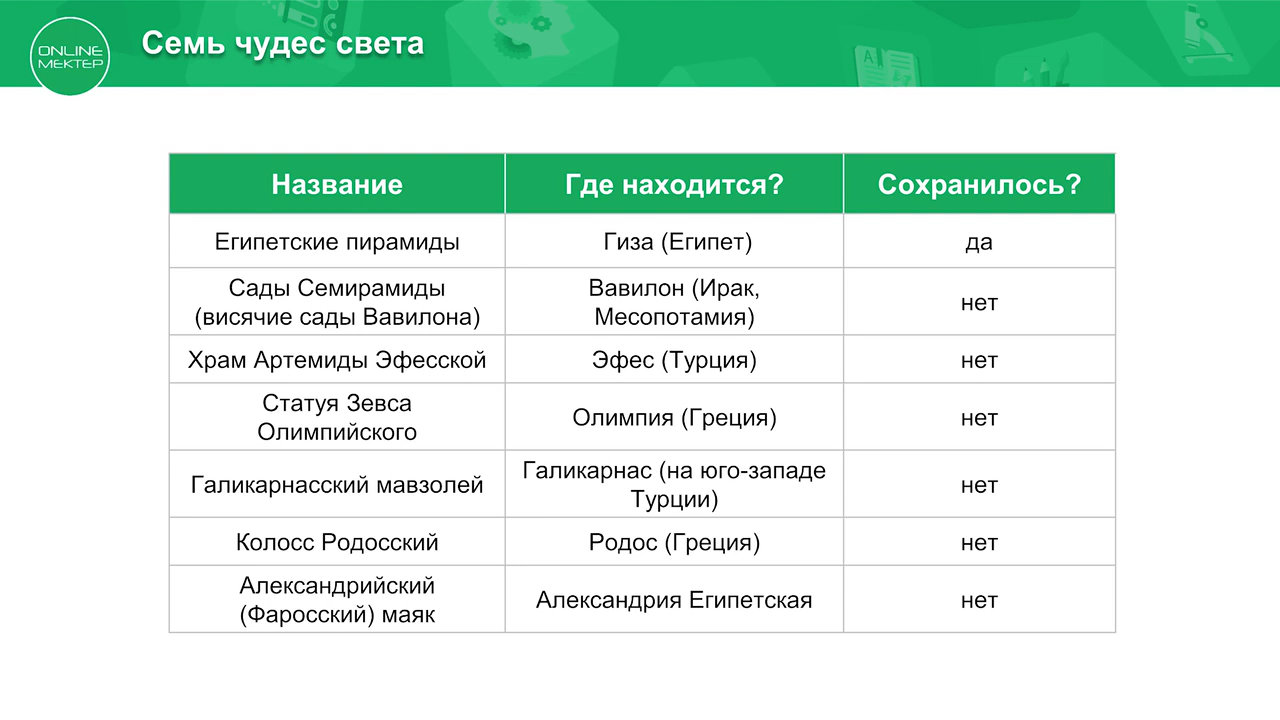 ONLINE
МЕКТЕР
Семь чудес света
Название
Где находится?
Сохранилось?
Египетские пирамиды
Гиза (Египет)
да
Сады Семирамиды
(висячие сады Вавилона)
Вавилон (Ирак,
Месопотамия)
нет
Храм Артемиды Эфесской
Эфес (Турция)
нет
Статуя Зевса
Олимпийского
Олимпия (Греция)
нет
Галикарнасский мавзолей
Галикарнас (на юго-западе
Турции)
нет
Колосс Родосский
Родос (Греция)
нет
Александрийский
(Фаросский) маяк
Александрия Египетская
нет